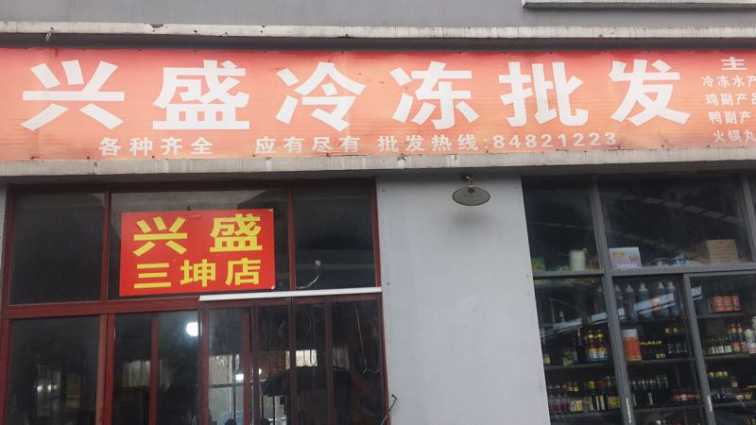 兴盛冷冻批发
各种齐全 应有尽有 批发热线:84821223
主
冷冻水产
鸡副产品
鸭副产
火锅丸
兴盛
三坤店